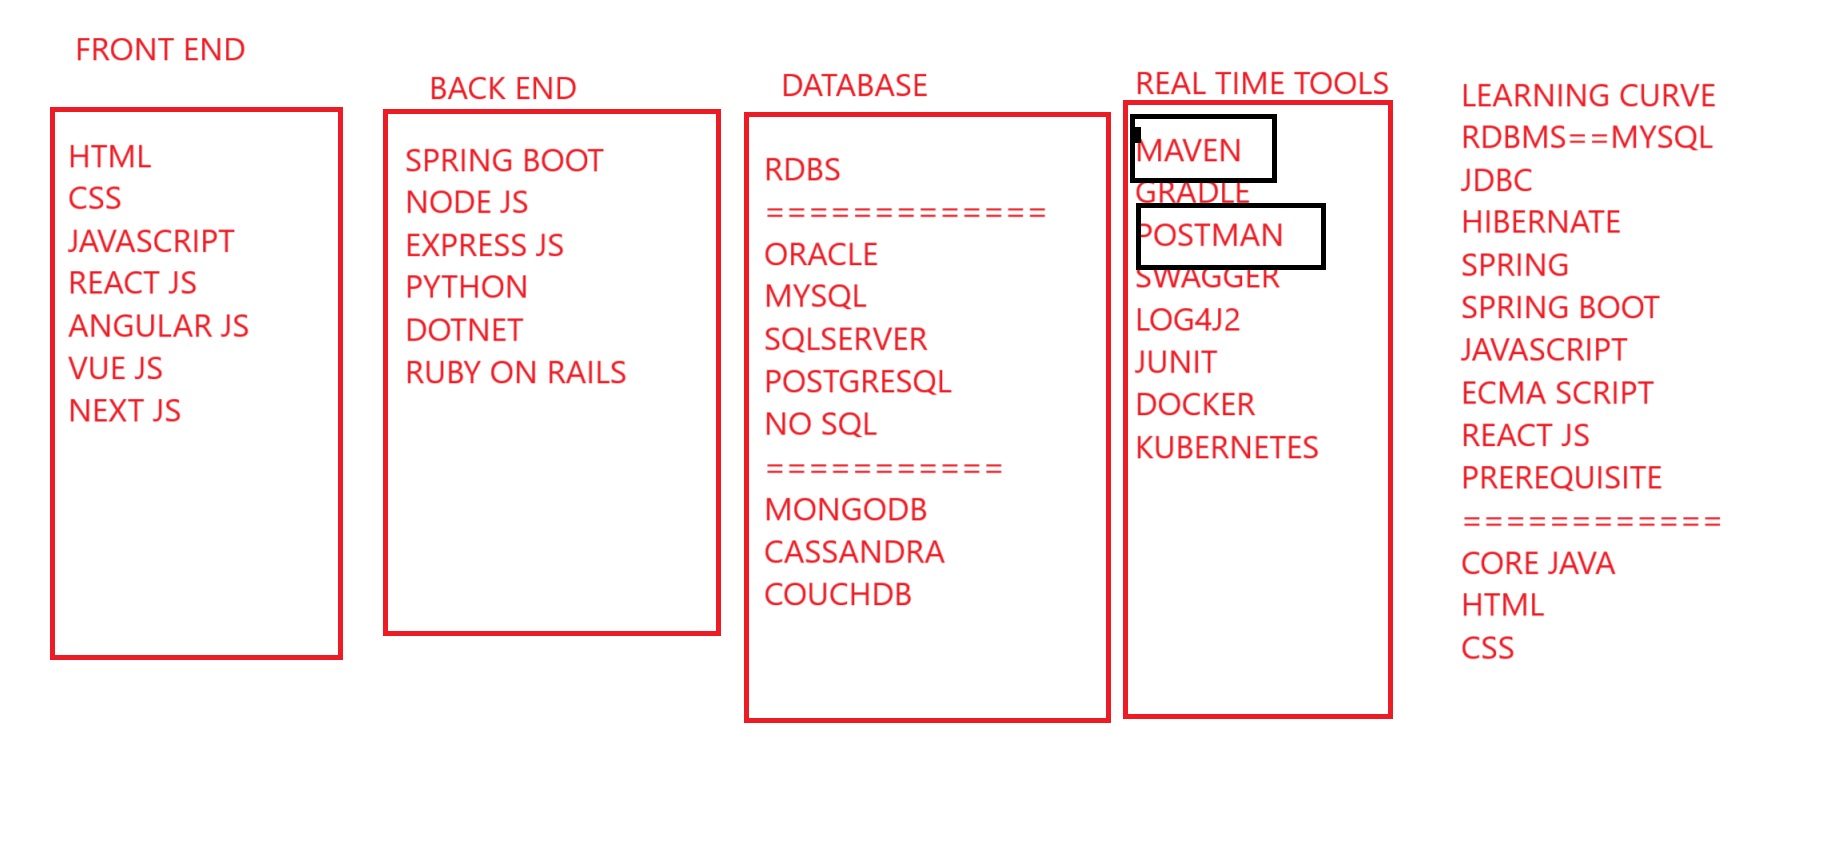 FRONT END
HTML
CSS
JAVASCRIPT
REACT JS
ANGULAR JS
VUE JS
NEXT JS
BACK END
SPRING BOOT
NODE JS
EXPRESS JS
PYTHON
DOTNET
RUBY ON RAILS
DATABASE
RDBS
=============
ORACLE
MYSQL
SQLSERVER
POSTGRESQL
NO SQL
===========
MONGODB
CASSANDRA
COUCHDB
REAL TIME TOOLS
MAVEN
GRADLE
POSTMAN
SWAGGER
LOG4J2
JUNIT
DOCKER
KUBERNETES
LEARNING CURVE
RDBMS==MYSQL
JDBC
HIBERNATE
SPRING
SPRING BOOT
JAVASCRIPT
ECMA SCRIPT
REACT JS
PREREQUISITE
============
CORE JAVA
HTML
CSS